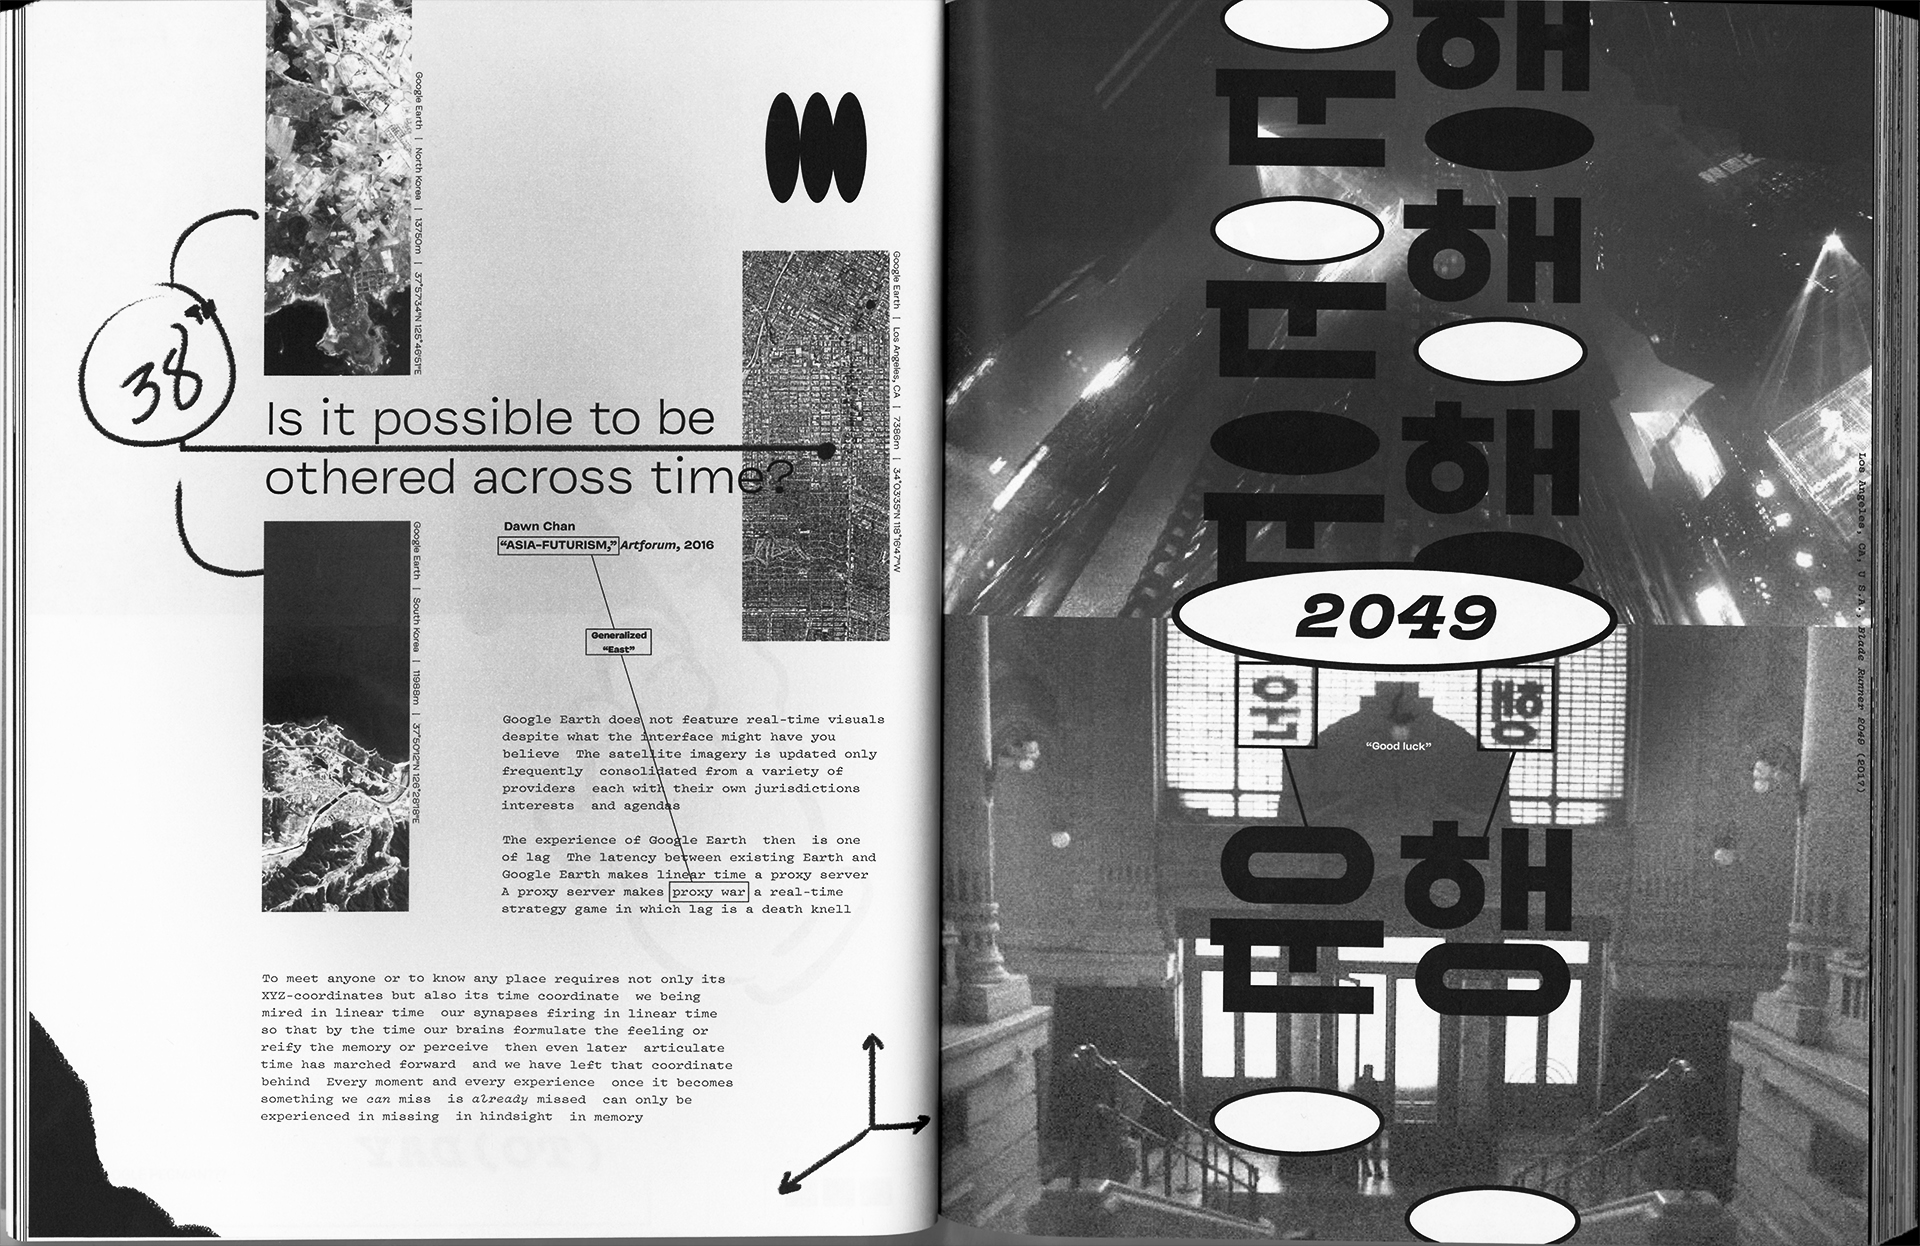 Google Earth | North Korea | 13750m | 37°57'34"N 125°46'51"E
38TH
Is it possible to be
othered across time?
Google Earth | Los Angeles, CA | 7386m | 34°03'35"N 118°16'47"W
Dawn Chan
“ASIA-FUTURISM,” Artforum, 2016
Generalized
“East”
Google Earth | South Korea | 11988m | 37°50'12"N 126°28'18"E
Google Earth does not feature real-time visuals
despite what the interface might have you
believe The satellite imagery is updated only
frequently consolidated from a variety of
providers each with their own jurisdictions
interests and agendas
The experience of Google Earth then is one
of lag The latency between existing Earth and
Google Earth makes linear time a proxy server
A proxy server makes proxy war a real-time
strategy game in which lag is a death knell
To meet anyone or to know any place requires not only its
XYZ-coordinates but also its time coordinate we being
mired in linear time our synapses firing in linear time
so that by the time our brains formulate the feeling or
reify the memory or perceive then even later articulate
time has marched forward and we have left that coordinate
behind Every moment and every experience once it becomes
something we can miss is already missed can only be
experienced in missing in hindsight in memory
운행
운행
운행
2049
운 행
“Good luck”
운행
Los Angeles, CA, U.S.A., Blade Runner 2049 (2017)